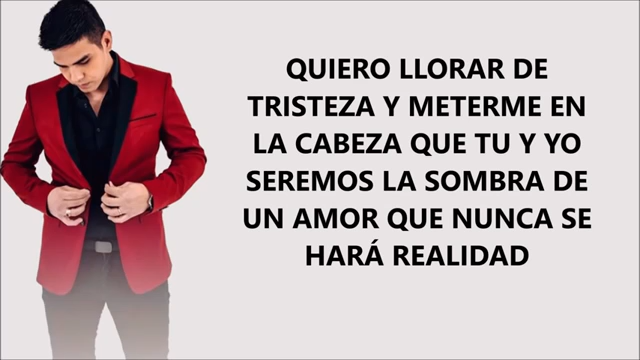 QUIERO LLORAR DE
TRISTEZA Y METERME EN
LA CABEZA QUE TU Y YO
SEREMOS LA SOMBRA DE
UN AMOR QUE NUNCA SE
HARÁ REALIDAD